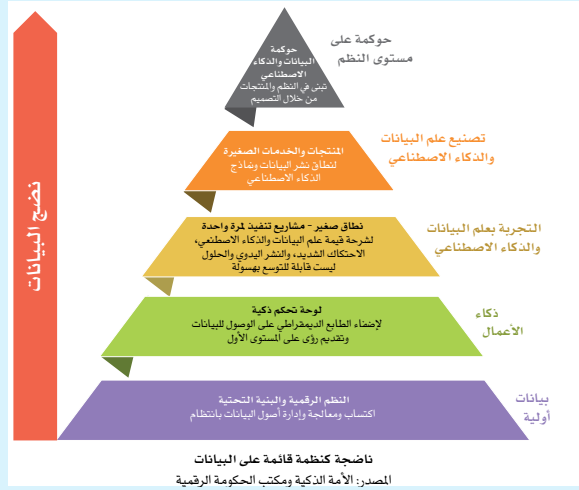 حوكمة على
مستوى النظم
حوكمة
البيانات والذكاء
الاصطناعي
تبنى في النظم والمنتجات
من خلال التصميم
تصنيع علم البيانات
والذكاء الاصطناعي
المنتجات والخدمات الصغيرة
لنطاق نشر البيانات ونماذج
الذكاء الاصطناعي
التجربة بعلم البيانات
والذكاء الاصطناعي
نطاق صغير – مشاريع تنفيذ لمرة واحدة
لشرحة قيمة علم البيانات والذكاء الاصطنعي،
الاحتكاك الشديد، والنشر اليدوي والحلول
ليست قابلة للتوسع بهسولة
ذكاء
الأعمال
لوحة تحكم ذكية
لإضفاء الطابع الديمقراطي على الوصول للبيانات
وتقديم رؤى على المستوى الأول
بيانات
أولية
النظم الرقمية والبنية التحتية
اكتساب ومعالجة وإدارة أصول البيانات بانتظام
نضج البيانات
ناضجة كنظمة قائمة على البيانات
المصدر: الأمة الذكية ومكتب الحكومة الرقمية